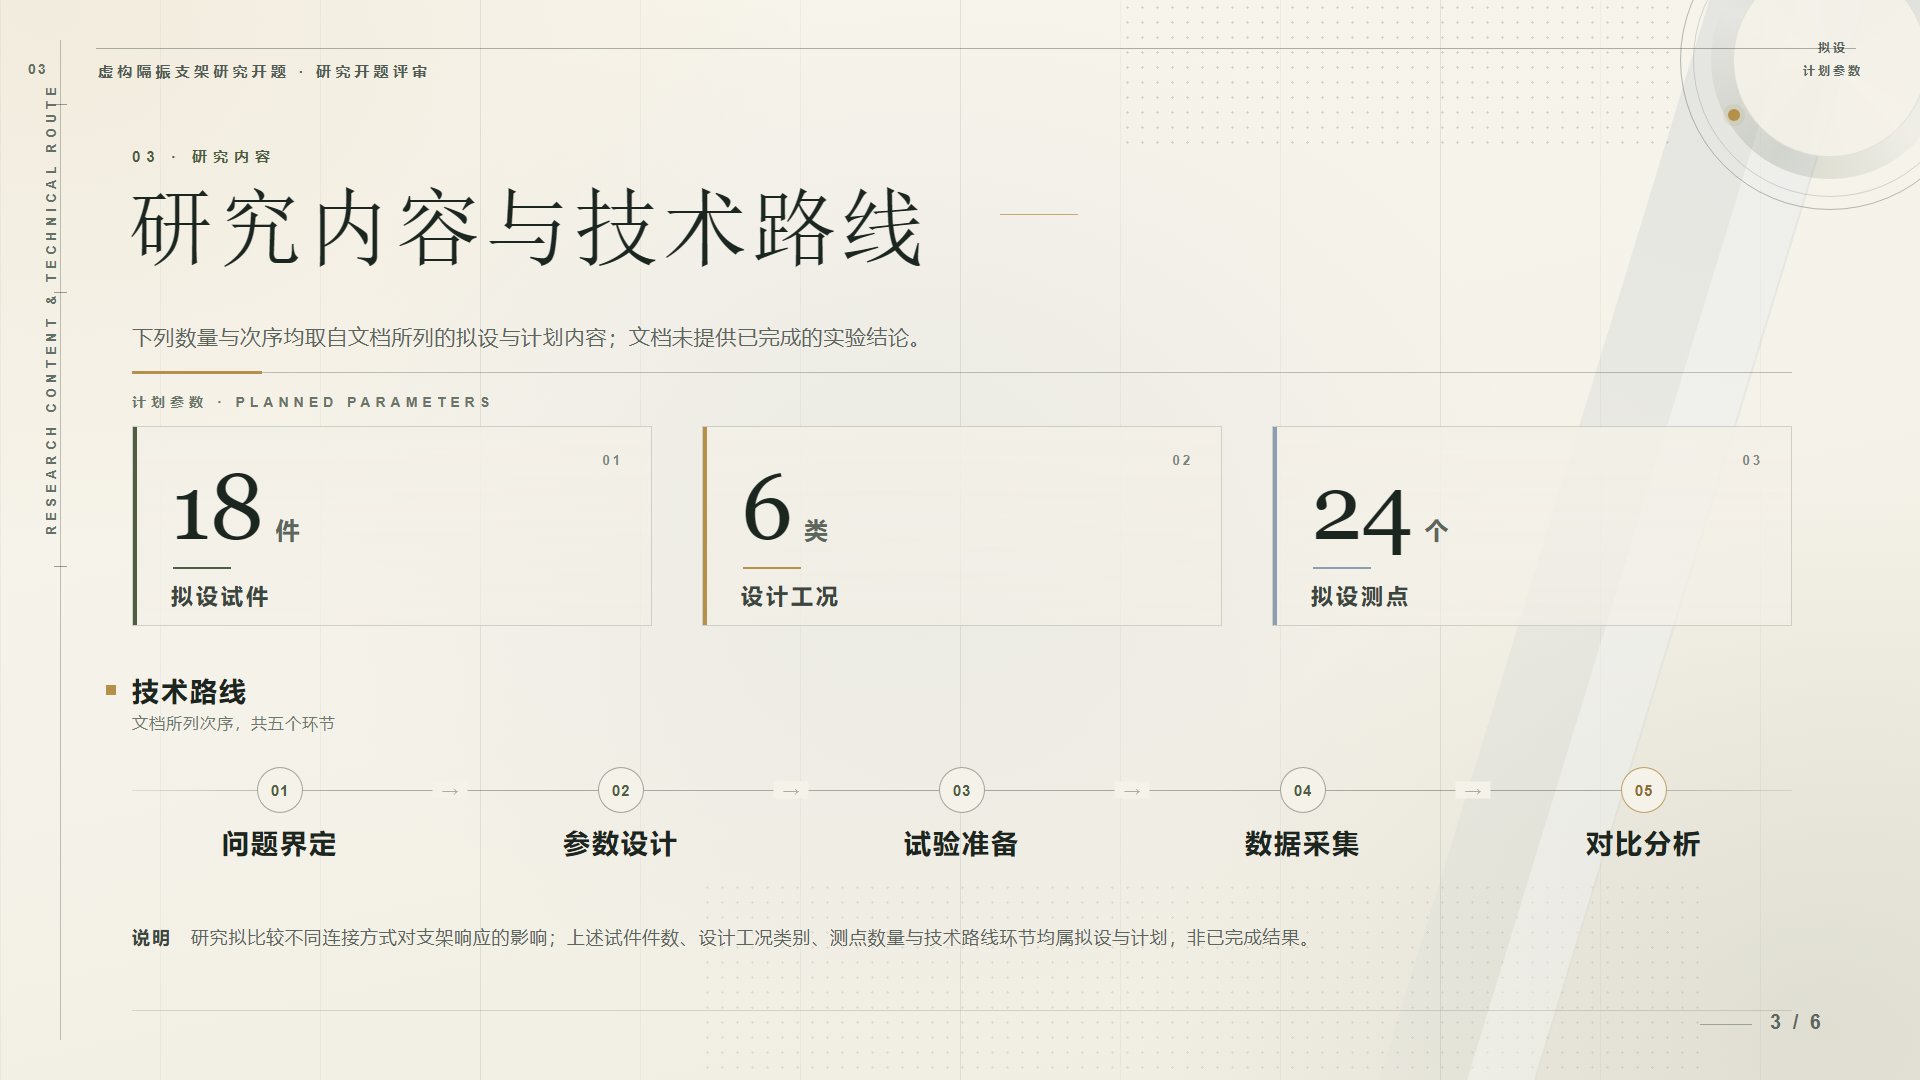 03
RESEARCH CONTENT & TECHNICAL ROUTE
虚构隔振支架研究开题 · 研究开题评审
拟设
计划参数
03 · 研究内容
研究内容与技术路线
下列数量与次序均取自文档所列的拟设与计划内容；文档未提供已完成的实验结论。
计划参数 · PLANNED PARAMETERS
01
18 件
拟设试件
02
6 类
设计工况
03
24 个
拟设测点
技术路线
文档所列次序，共五个环节
01 → 02 → 03 → 04 → 05
问题界定 参数设计 试验准备 数据采集 对比分析
说明 研究拟比较不同连接方式对支架响应的影响；上述试件件数、设计工况类别、测点数量与技术路线环节均属拟设与计划，非已完成结果。
3 / 6